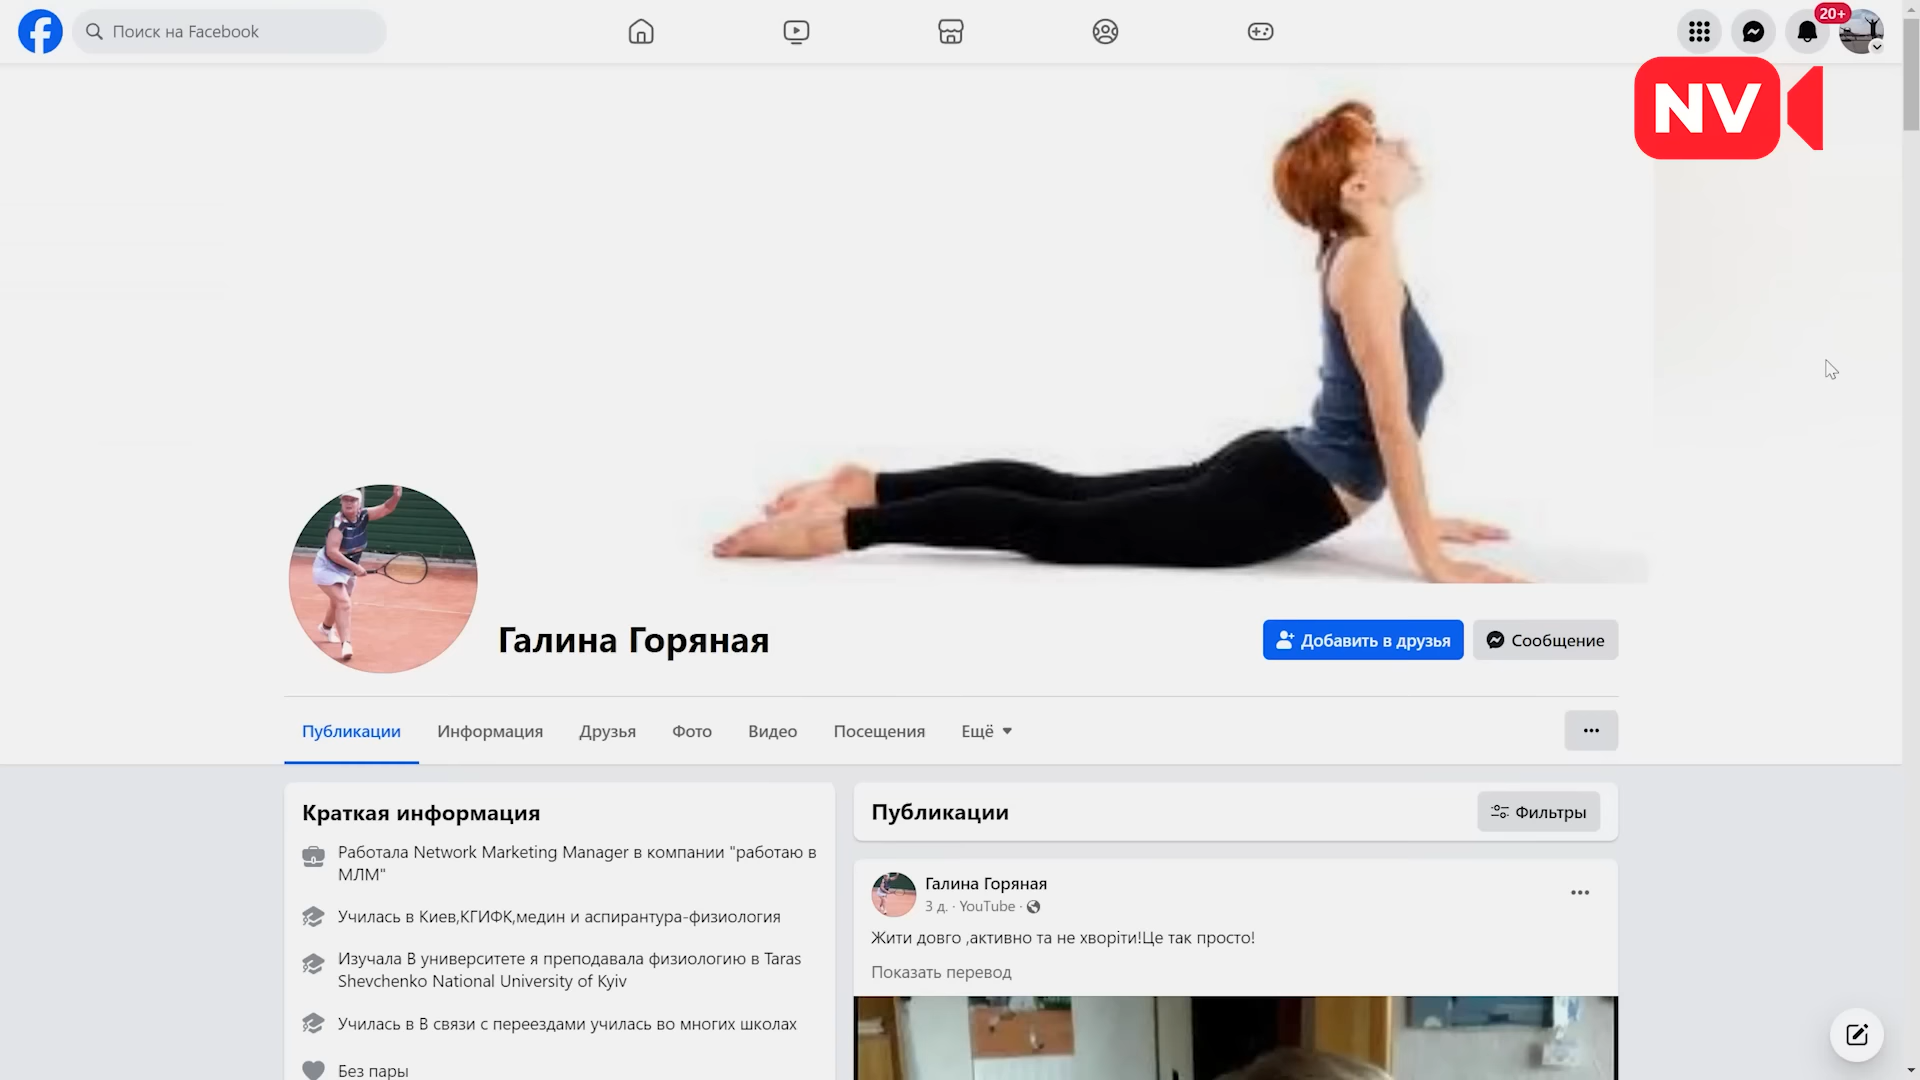 Поиск на Facebook
20+
NV
Галина Горяная
Добавить в друзья
Сообщение
Публикации
Информация
Друзья
Фото
Видео
Посещения
Ещё
Краткая информация
Работала Network Marketing Manager в компании "работаю в
МЛМ"
Училась в Киев,КГИФК,медин и аспирантура-физиология
Изучала В университете я преподавала физиологию в Taras
Shevchenko National University of Kyiv
Училась в В связи с переездами училась во многих школах
Без пары
Публикации
Фильтры
Галина Горяная
3 д. · YouTube ·
Жити довго ,активно та не хворіти!Це так просто!
Показать перевод